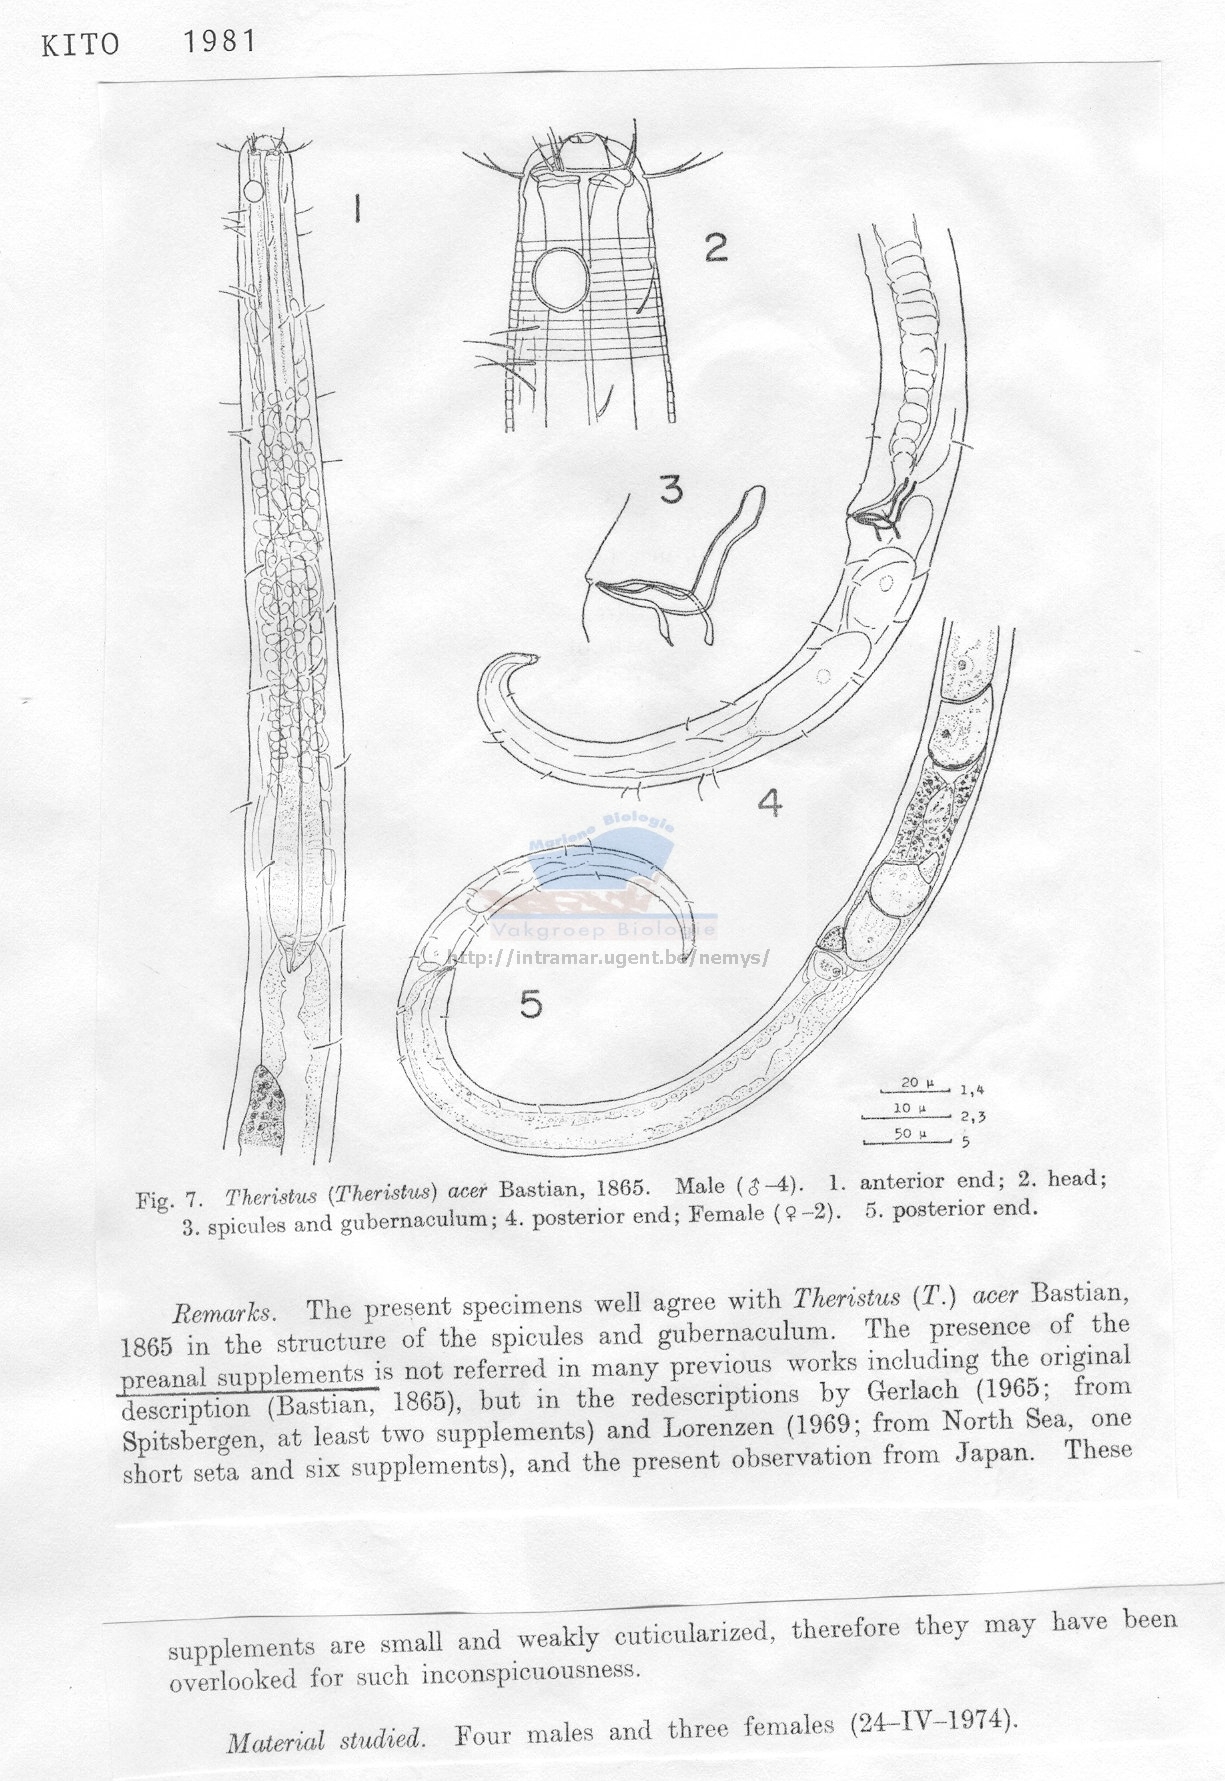 KITO 1981
1
2
3
4
Mariene Biologie
Vakgroep Biologie
http://intramar.ugent.be/nemys/
5
20 μ 1,4
10 μ 2,3
50 μ 5
Fig. 7. Theristus (Theristus) acer Bastian, 1865. Male (♂–4). 1. anterior end; 2. head;
3. spicules and gubernaculum; 4. posterior end; Female (♀–2). 5. posterior end.
Remarks. The present specimens well agree with Theristus (T.) acer Bastian,
1865 in the structure of the spicules and gubernaculum. The presence of the
preanal supplements is not referred in many previous works including the original
description (Bastian, 1865), but in the redescriptions by Gerlach (1965; from
Spitsbergen, at least two supplements) and Lorenzen (1969; from North Sea, one
short seta and six supplements), and the present observation from Japan. These
supplements are small and weakly cuticularized, therefore they may have been
overlooked for such inconspicuousness.
Material studied. Four males and three females (24–IV–1974).